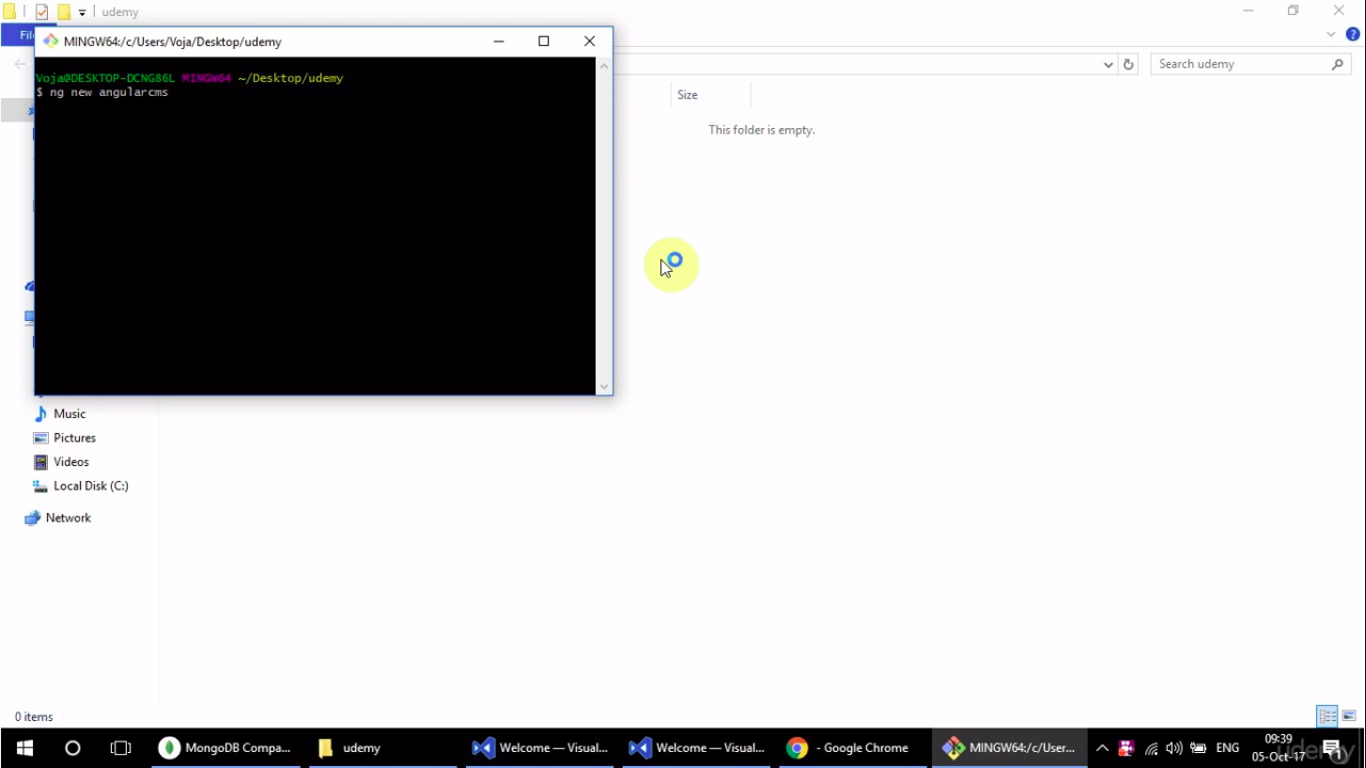 udemy
Fil
MINGW64:/c/Users/Voja/Desktop/udemy
Search udemy
Voja@DESKTOP-DCNG86L MINGW64 ~/Desktop/udemy
$ ng new angularcms
Size
This folder is empty.
Music
Pictures
Videos
Local Disk (C:)
Network
0 items
MongoDB Compa...
udemy
Welcome — Visual...
Welcome — Visual...
- Google Chrome
MINGW64:/c/User...
ENG
09:39
05-Oct-17
udemy
1